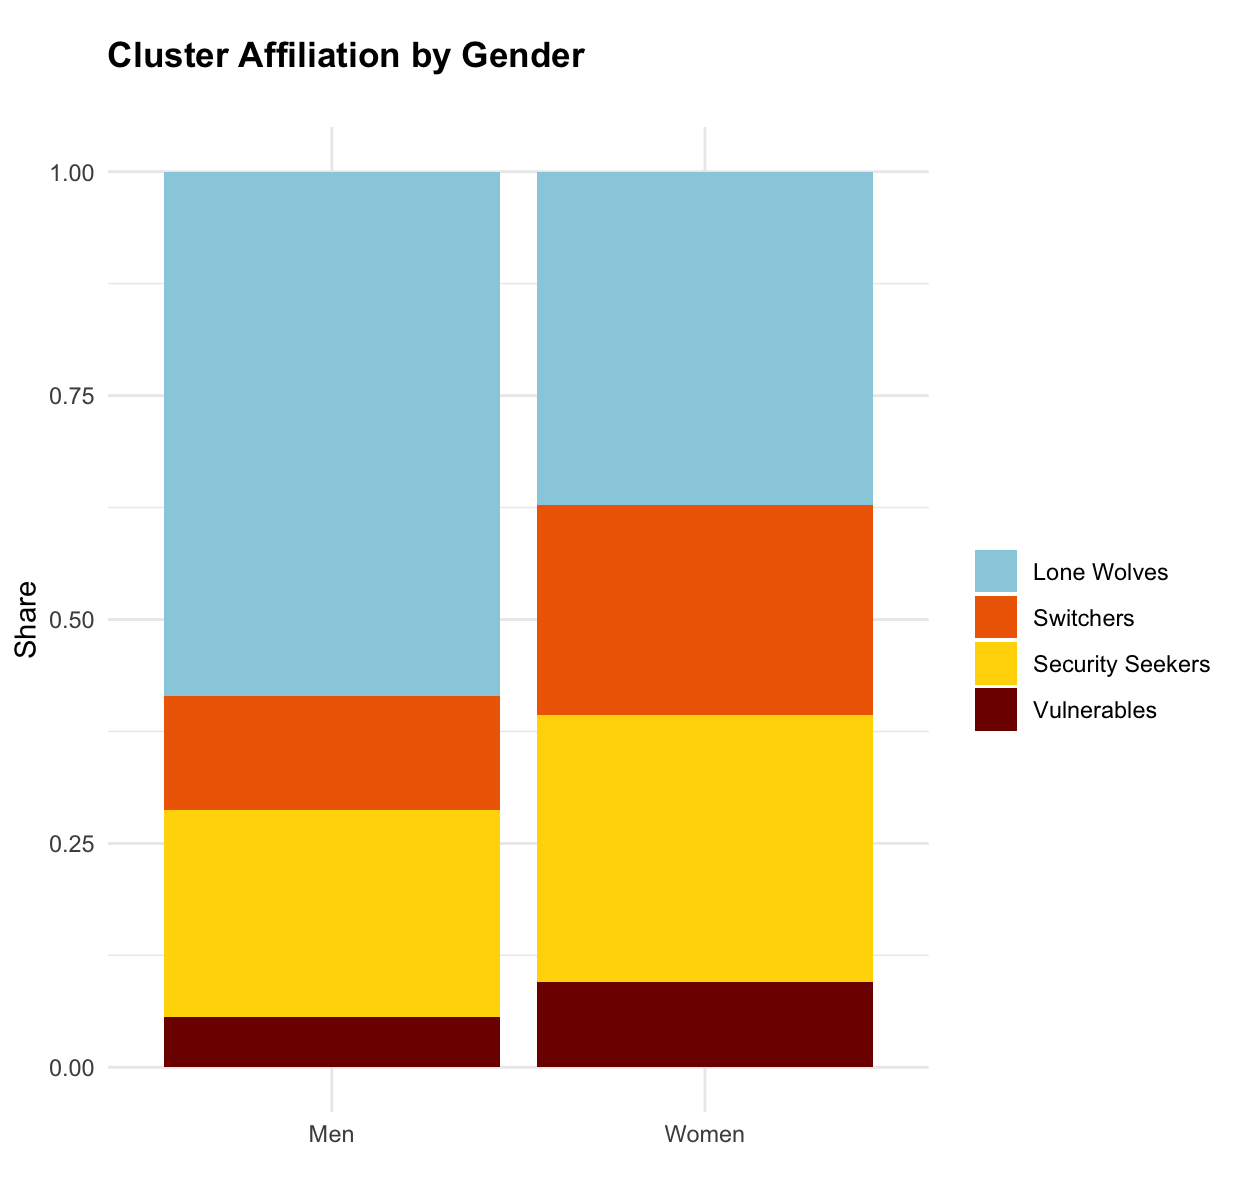 Cluster Affiliation by Gender
1.00
0.75
0.50
0.25
0.00
Share
Men
Women
Lone Wolves
Switchers
Security Seekers
Vulnerables